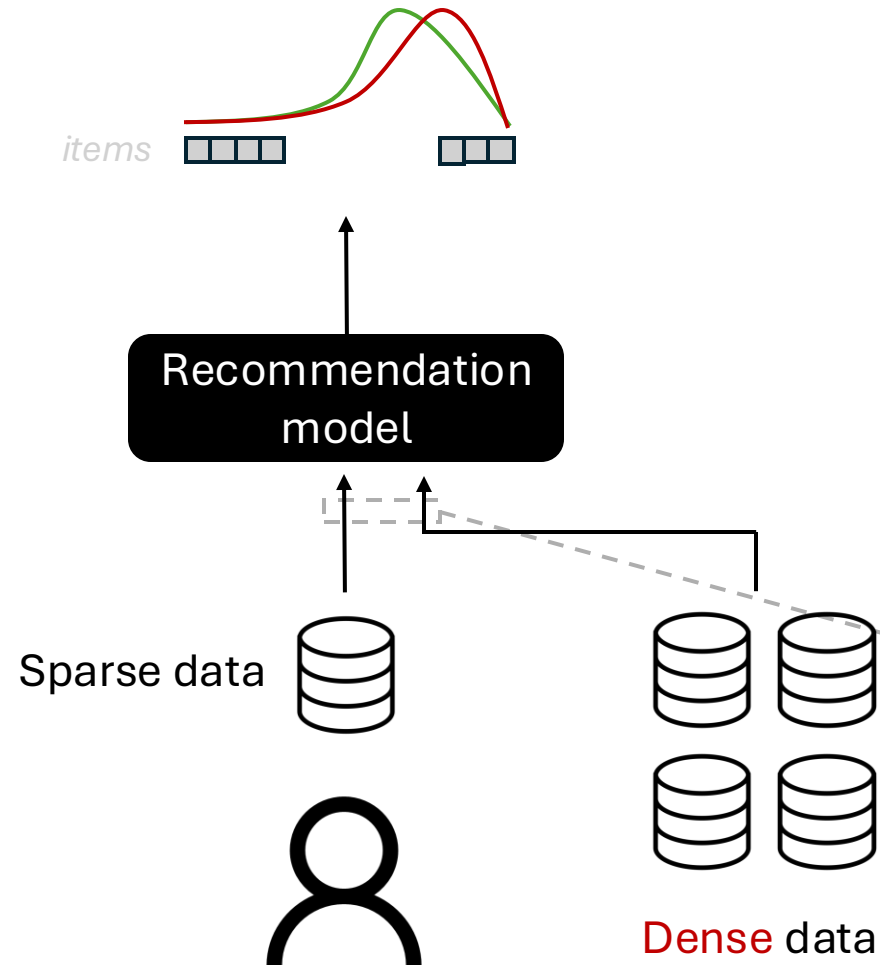 items
Recommendation
model
Sparse data
Dense data